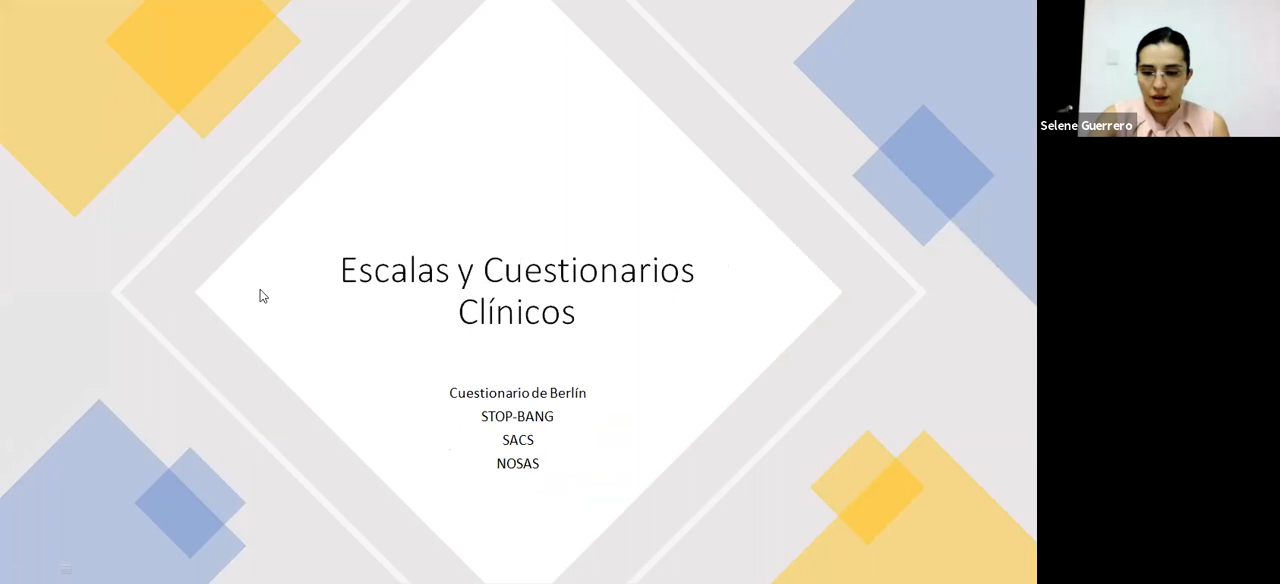 Escalas y Cuestionarios
Clínicos
Cuestionario de Berlín
STOP-BANG
SACS
NOSAS
Selene Guerrero